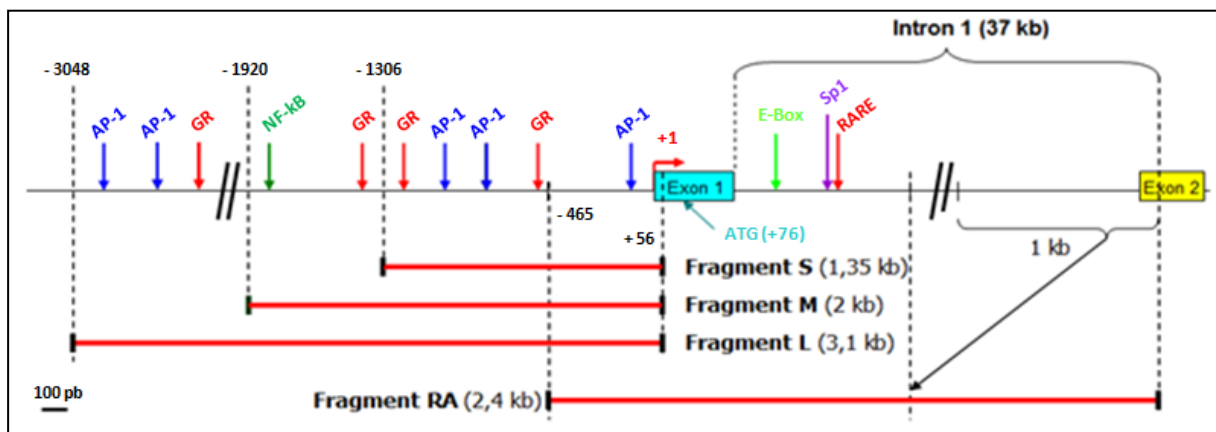 Intron 1 (37 kb)
- 3048
- 1920
- 1306
AP-1
AP-1
GR
NF-kB
GR
GR
AP-1
AP-1
GR
AP-1
+1
E-Box
Sp1
RARE
Exon 1
Exon 2
- 465
+ 56
ATG (+76)
1 kb
Fragment S (1,35 kb)
Fragment M (2 kb)
Fragment L (3,1 kb)
100 pb
Fragment RA (2,4 kb)